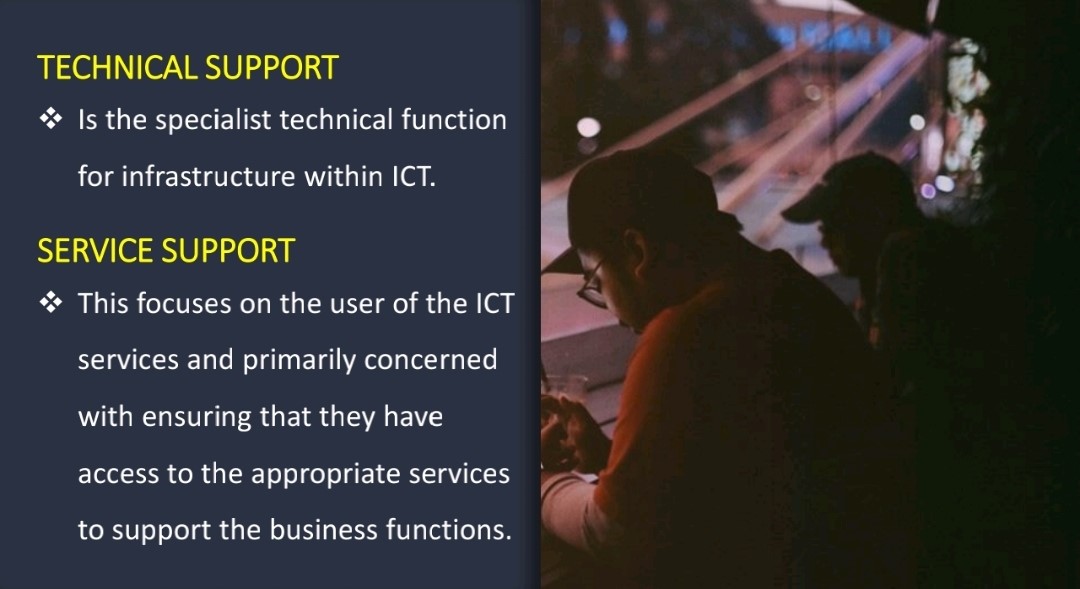 TECHNICAL SUPPORT
❖ Is the specialist technical function
for infrastructure within ICT.
SERVICE SUPPORT
❖ This focuses on the user of the ICT
services and primarily concerned
with ensuring that they have
access to the appropriate services
to support the business functions.